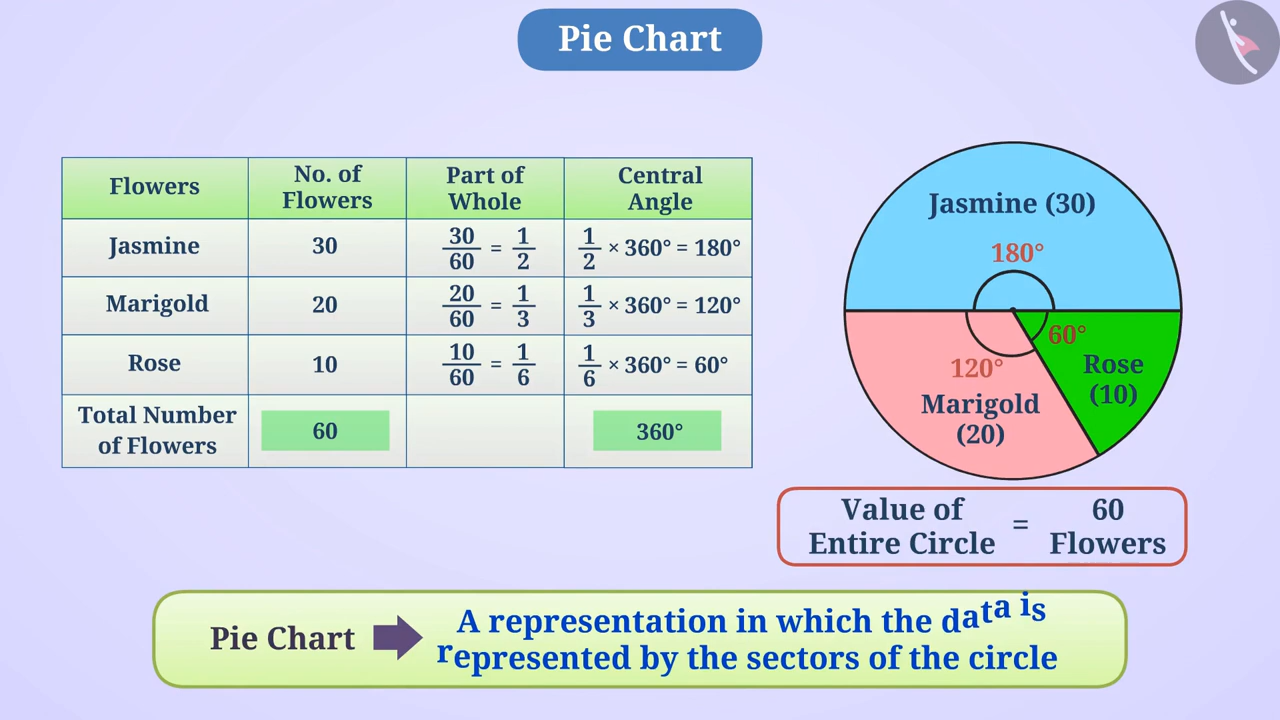 Pie Chart
Flowers
No. of
Flowers
Part of
Whole
Central
Angle
Jasmine
30
30/60 = 1/2
1/2 × 360° = 180°
Marigold
20
20/60 = 1/3
1/3 × 360° = 120°
Rose
10
10/60 = 1/6
1/6 × 360° = 60°
Total Number
of Flowers
60
360°
Jasmine (30)
180°
60°
120°
Rose
(10)
Marigold
(20)
Value of
Entire Circle
=
60
Flowers
Pie Chart
A representation in which the data is
represented by the sectors of the circle